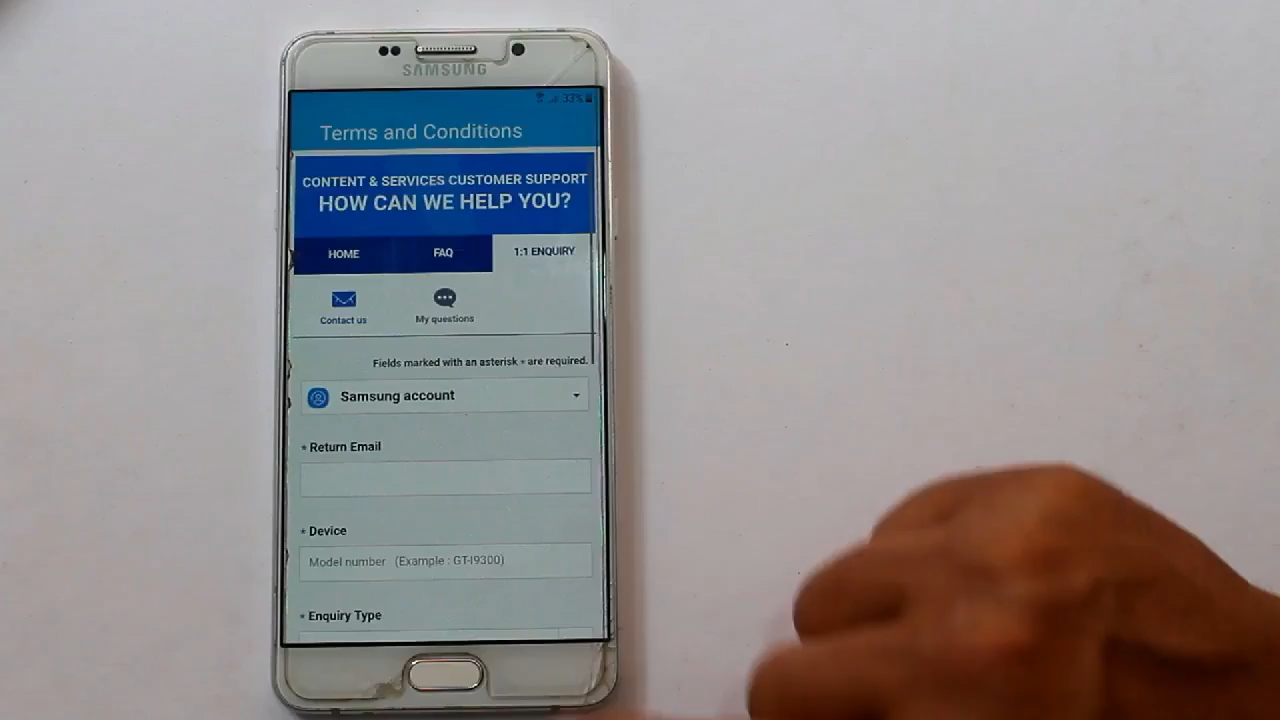 SAMSUNG
33%
Terms and Conditions
CONTENT & SERVICES CUSTOMER SUPPORT
HOW CAN WE HELP YOU?
HOME FAQ 1:1 ENQUIRY
Contact us My questions
Fields marked with an asterisk * are required.
Samsung account
* Return Email
* Device
Model number (Example : GT-I9300)
* Enquiry Type